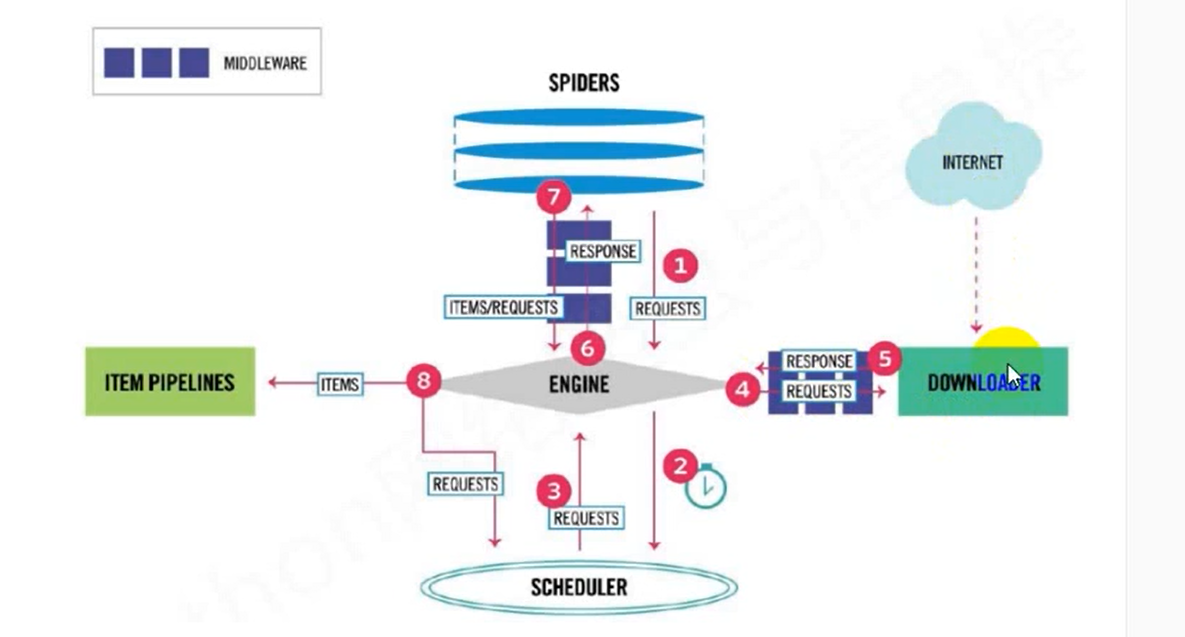 MIDDLEWARE
SPIDERS
INTERNET
7
RESPONSE
1
ITEMS/REQUESTS
REQUESTS
6
RESPONSE
5
ITEM PIPELINES
ITEMS
8
ENGINE
4
REQUESTS
DOWNLOADER
2
REQUESTS
3
REQUESTS
SCHEDULER